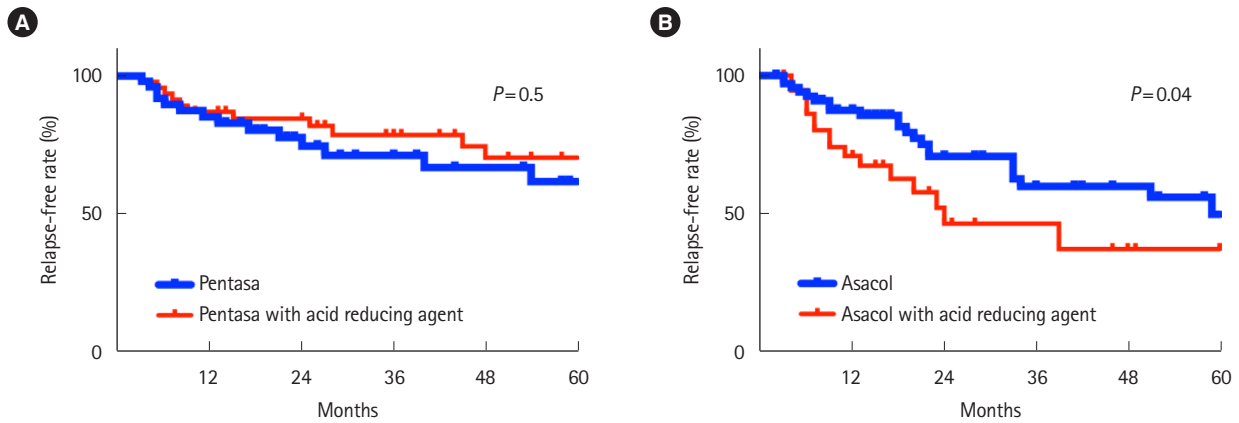 A
100
50
0
Relapse-free rate (%)
P=0.5
Pentasa
Pentasa with acid reducing agent
12 24 36 48 60
Months
B
100
50
0
Relapse-free rate (%)
P=0.04
Asacol
Asacol with acid reducing agent
12 24 36 48 60
Months